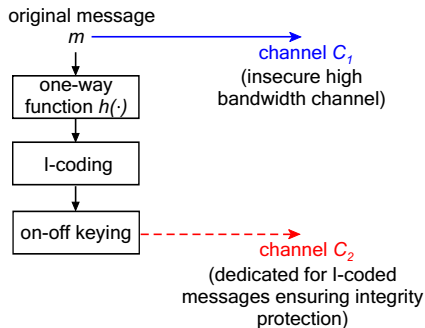 original message
m
channel C1
(insecure high
bandwidth channel)
one-way
function h(·)
I-coding
on-off keying
channel C2
(dedicated for I-coded
messages ensuring integrity
protection)